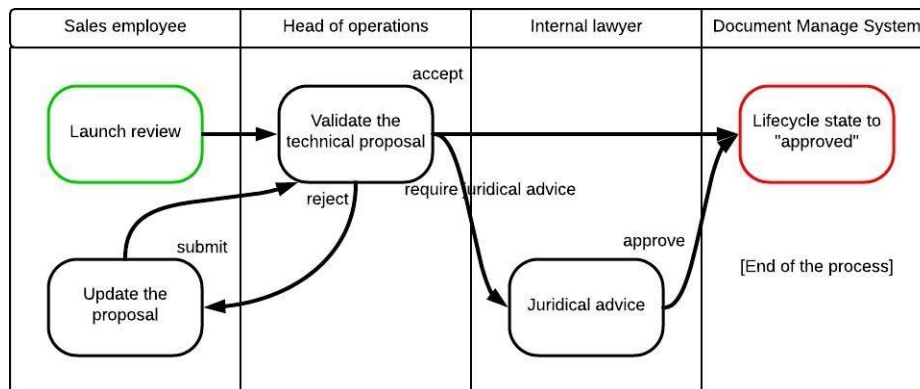 Sales employee
Head of operations
Internal lawyer
Document Manage System
accept
Launch review
Validate the
technical proposal
Lifecycle state to
"approved"
reject
require juridical advice
submit
approve
Update the
proposal
Juridical advice
[End of the process]